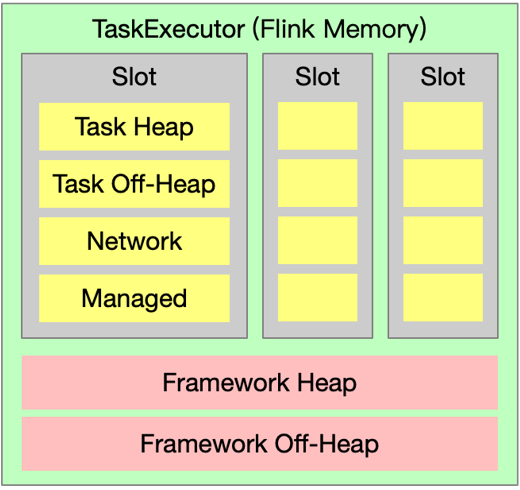 TaskExecutor (Flink Memory)
Slot
Task Heap
Task Off-Heap
Network
Managed
Slot
Slot
Framework Heap
Framework Off-Heap